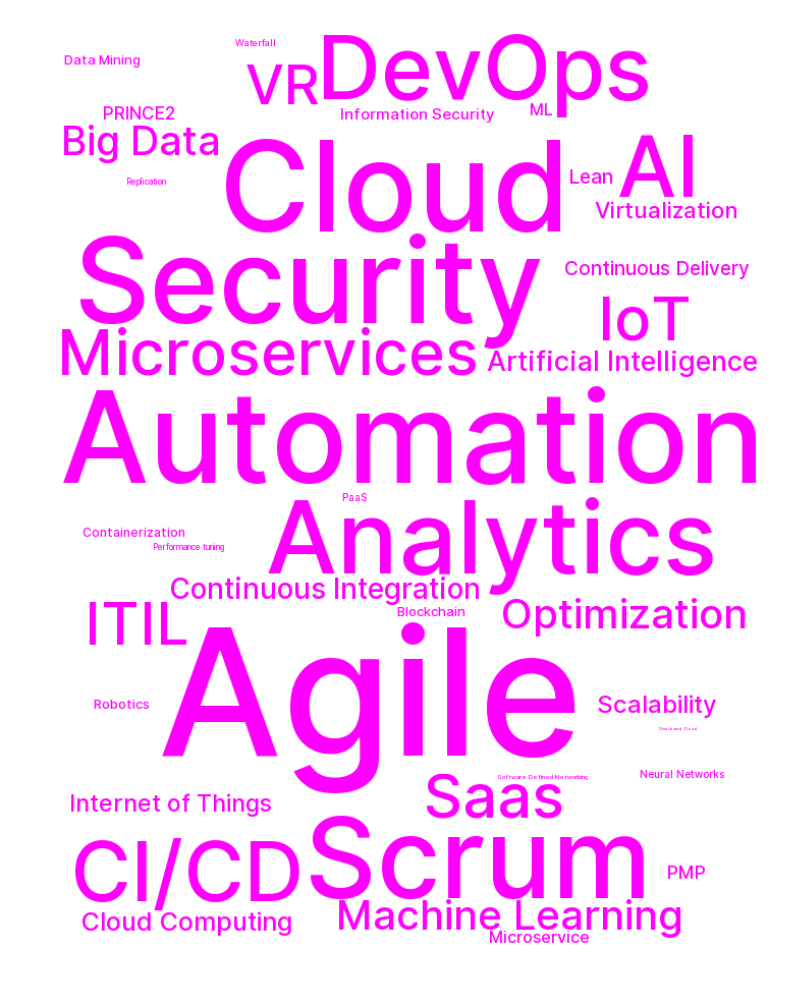 Waterfall
Data Mining
DevOps
VR
PRINCE2
Information Security
ML
Big Data
Cloud
AI
Lean
Replication
Virtualization
Security
Continuous Delivery
IoT
Microservices
Artificial Intelligence
Automation
PaaS
Analytics
Containerization
Performance tuning
Continuous Integration
Blockchain
Optimization
ITIL
Agile
Robotics
Scalability
Neural Networks
Software Defined Networking
Saas
Internet of Things
CI/CD
Scrum
PMP
Cloud Computing
Machine Learning
Microservice